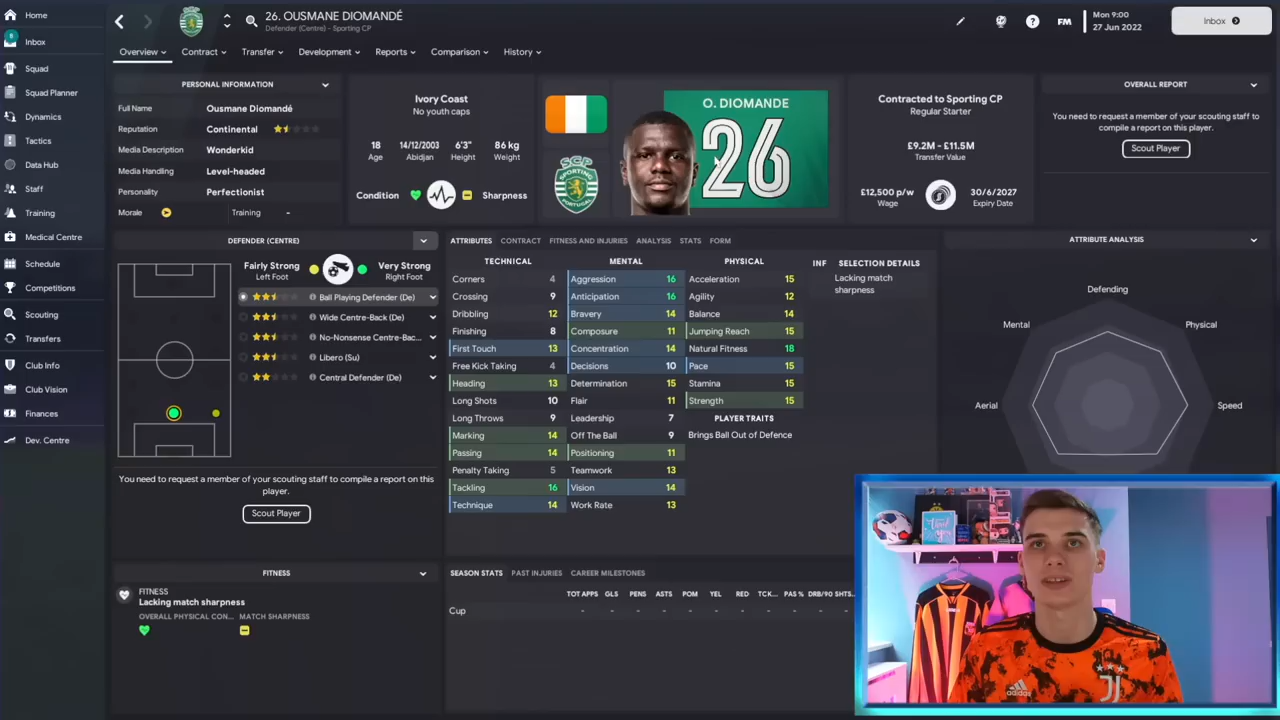 Home
Inbox
Squad
Squad Planner
Dynamics
Tactics
Data Hub
Staff
Training
Medical Centre
Schedule
Competitions
Scouting
Transfers
Club Info
Club Vision
Finances
Dev. Centre
26. OUSMANE DIOMANDÉ
Defender (Centre) - Sporting CP
FM
Mon 9:00
27 Jun 2022
Inbox
Overview
Contract
Transfer
Development
Reports
Comparison
History
PERSONAL INFORMATION
Full Name Ousmane Diomandé
Reputation Continental
Media Description Wonderkid
Media Handling Level-headed
Personality Perfectionist
Morale Training -
Ivory Coast
No youth caps
18 14/12/2003 6'3" 86 kg
Age Abidjan Height Weight
Condition Sharpness
O. DIOMANDE
26
SCP
SPORTING
PORTUGAL
Contracted to Sporting CP
Regular Starter
£9.2M - £11.5M
Transfer Value
£12,500 p/w 30/6/2027
Wage Expiry Date
OVERALL REPORT
You need to request a member of your scouting staff to
compile a report on this player.
Scout Player
DEFENDER (CENTRE)
Fairly Strong Very Strong
Left Foot Right Foot
Ball Playing Defender (De)
Wide Centre-Back (De)
No-Nonsense Centre-Bac...
Libero (Su)
Central Defender (De)
You need to request a member of your scouting staff to compile a report on this
player.
Scout Player
ATTRIBUTES CONTRACT FITNESS AND INJURIES ANALYSIS STATS FORM
TECHNICAL MENTAL PHYSICAL
Corners 4 Aggression 16 Acceleration 15
Crossing 9 Anticipation 16 Agility 12
Dribbling 12 Bravery 14 Balance 14
Finishing 8 Composure 11 Jumping Reach 15
First Touch 13 Concentration 14 Natural Fitness 18
Free Kick Taking 4 Decisions 10 Pace 15
Heading 13 Determination 15 Stamina 15
Long Shots 10 Flair 11 Strength 15
Long Throws 9 Leadership 7 PLAYER TRAITS
Marking 14 Off The Ball 9 Brings Ball Out of Defence
Passing 14 Positioning 11
Penalty Taking 5 Teamwork 13
Tackling 16 Vision 14
Technique 14 Work Rate 13
INF SELECTION DETAILS
Lacking match
sharpness
ATTRIBUTE ANALYSIS
Defending
Mental Physical
Aerial Speed
FITNESS
FITNESS
Lacking match sharpness
OVERALL PHYSICAL CON... MATCH SHARPNESS
SEASON STATS PAST INJURIES CAREER MILESTONES
TOT APPS GLS PENS ASTS POM YEL RED TCK... PAS % DRB/90 SHTS...
Cup - - - - - - - - - - -
adidas